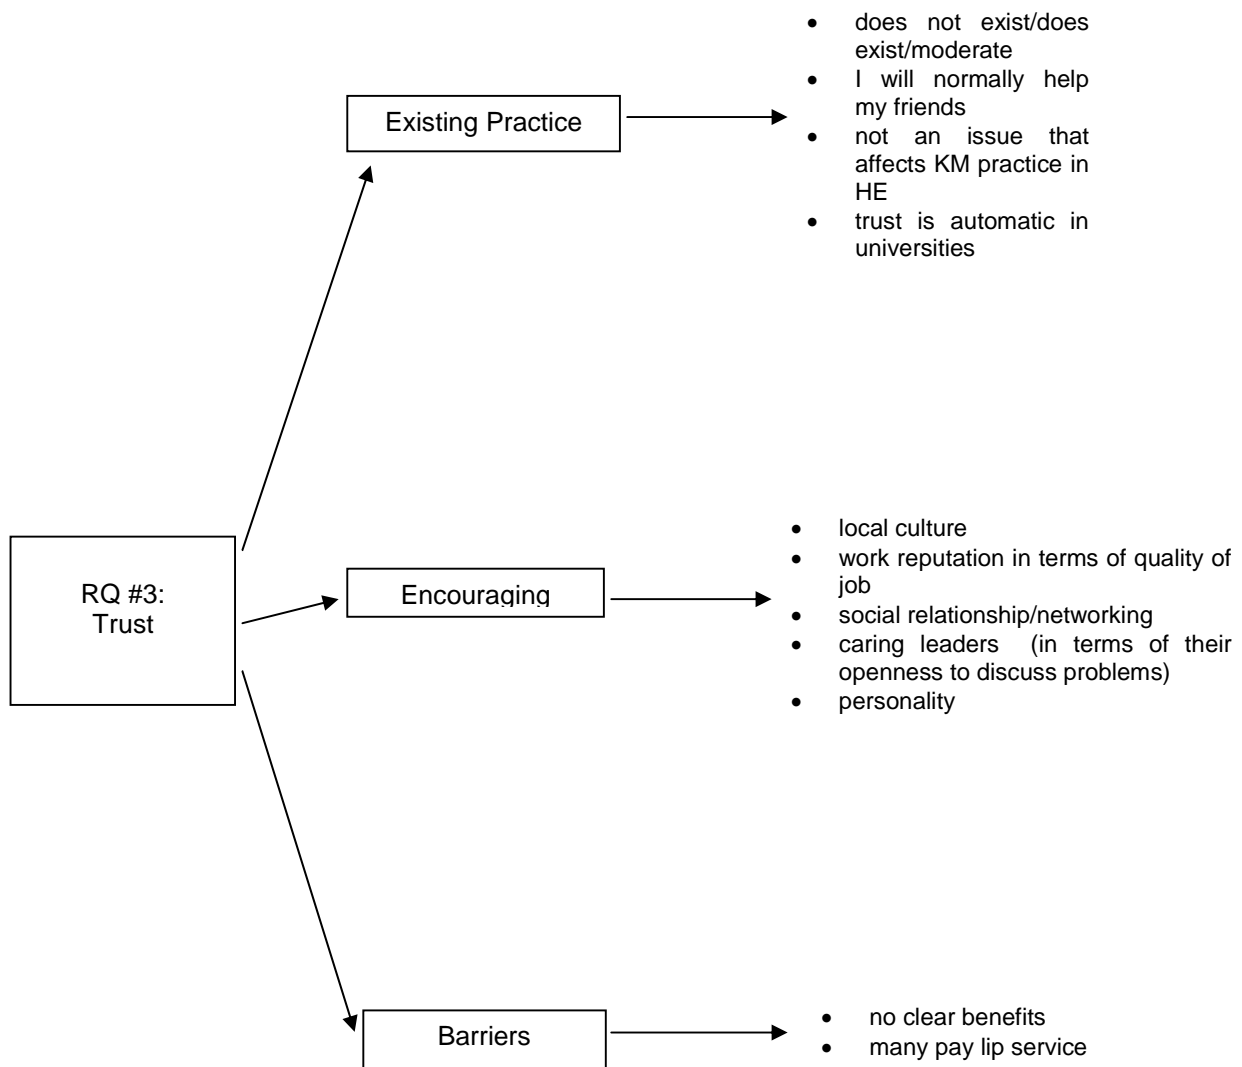 does not exist/does
exist/moderate
I will normally help
my friends
not an issue that
affects KM practice in
HE
trust is automatic in
universities
Existing Practice
RQ #3:
Trust
Encouraging
local culture
work reputation in terms of quality of
job
social relationship/networking
caring leaders (in terms of their
openness to discuss problems)
personality
Barriers
no clear benefits
many pay lip service